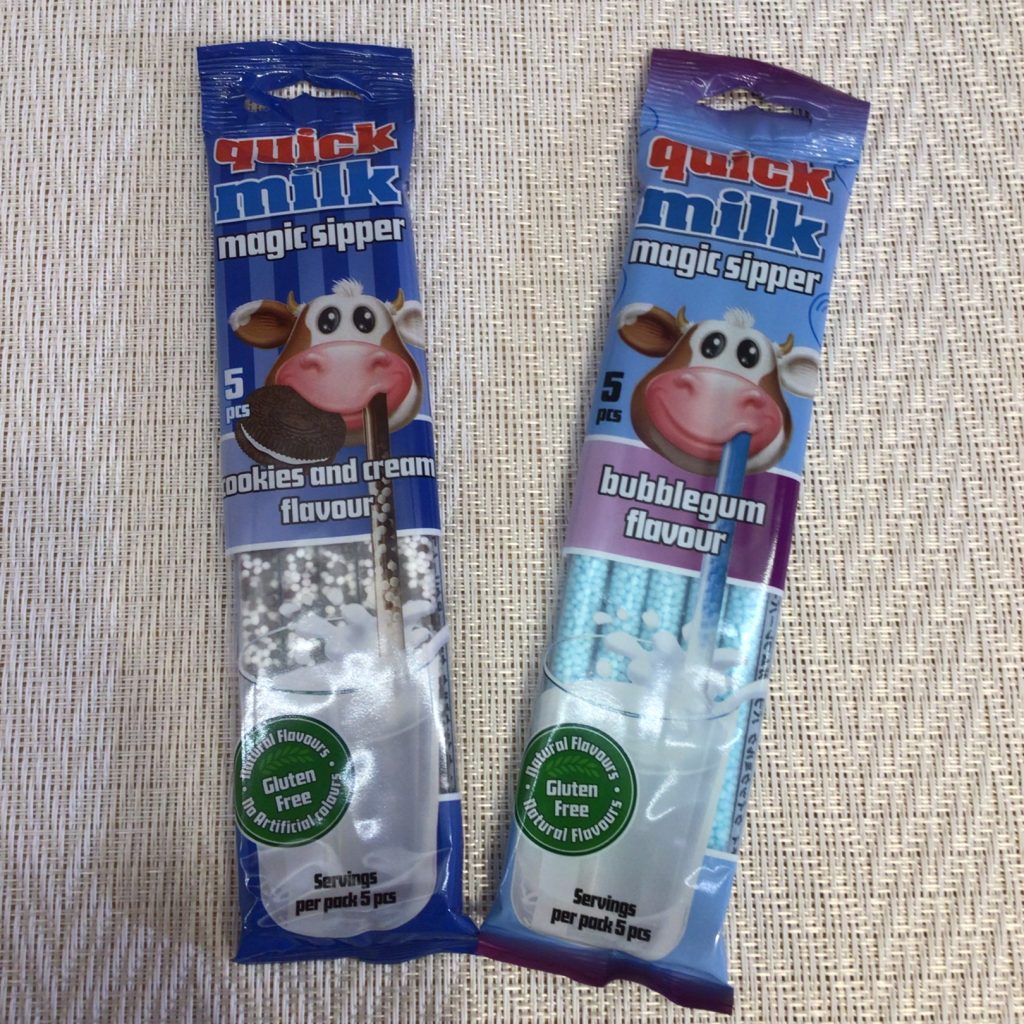 quick
milk
magic sipper
5
pcs
ookies and cream
flavour
Natural Flavours
Gluten
Free
No Artificial colours
Servings
per pack 5 pcs
quick
milk
magic sipper
5
pcs
bubblegum
flavour
Natural Flavours
Gluten
Free
Natural Flavours
Servings
per pack 5 pcs